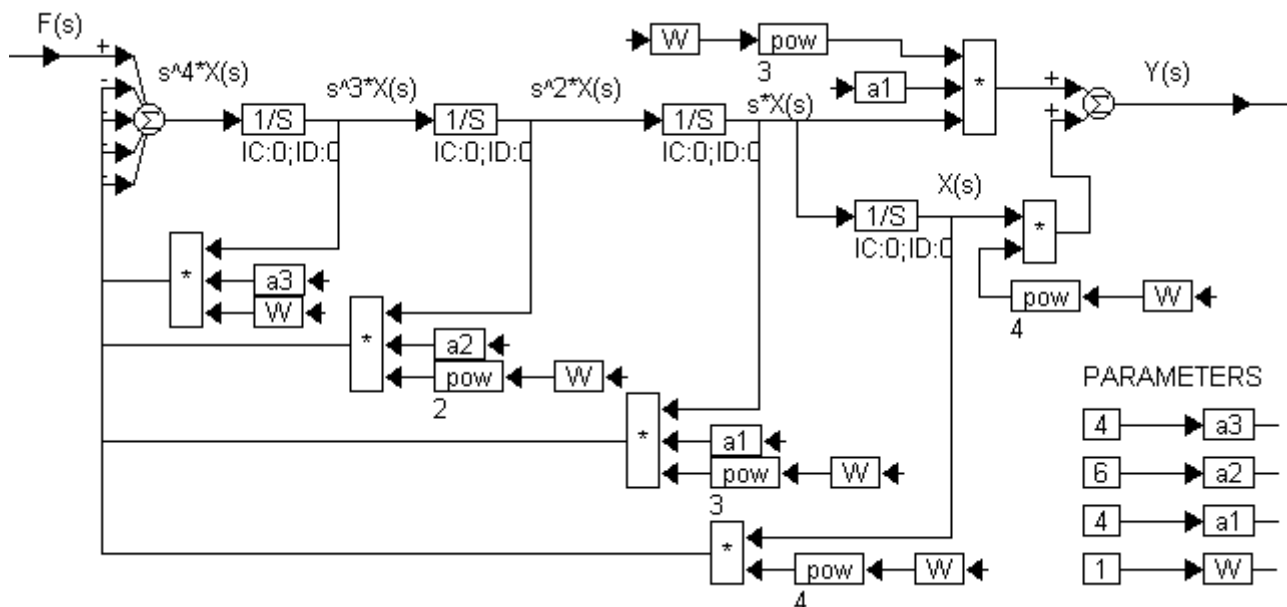 F(s)
+
-
-
-
-
Σ
s^4*X(s)
1/S
IC:0;ID:0
s^3*X(s)
1/S
IC:0;ID:0
s^2*X(s)
1/S
IC:0;ID:0
s*X(s)
W
pow
3
a1
*
+
+
Σ
Y(s)
X(s)
1/S
IC:0;ID:0
*
pow
4
W
*
a3
W
*
a2
pow
2
W
*
a1
pow
3
W
*
pow
4
W
PARAMETERS
4
a3
6
a2
4
a1
1
W